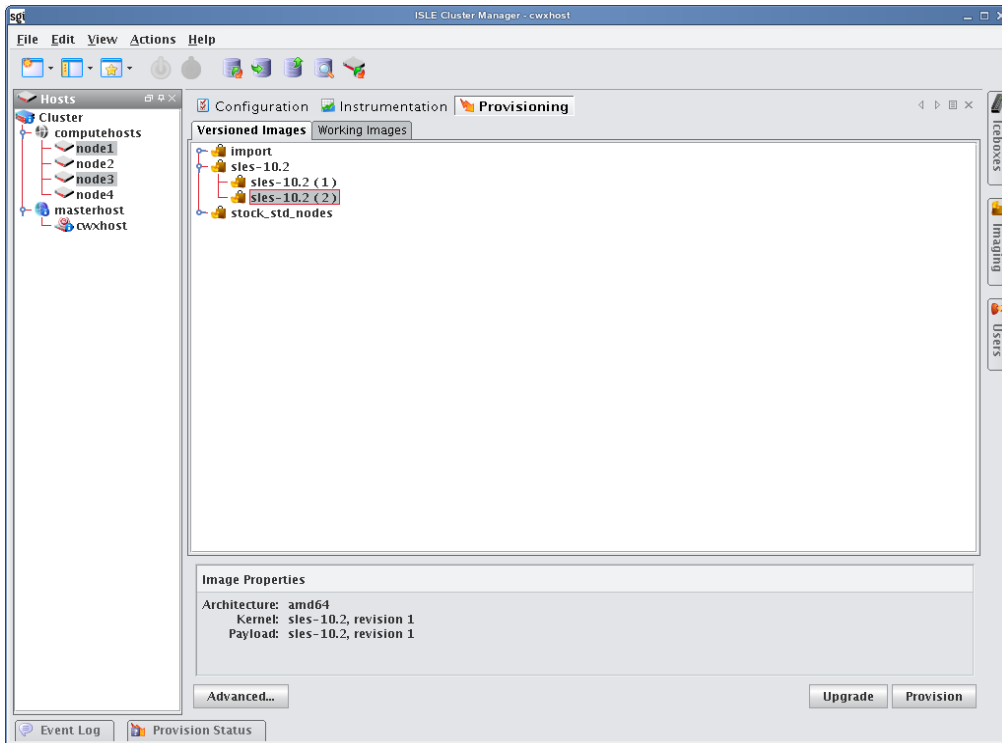 sgi
ISLE Cluster Manager - cwxhost
File Edit View Actions Help
Hosts
Cluster
computehosts
node1
node2
node3
node4
masterhost
cwxhost
Configuration Instrumentation Provisioning
Versioned Images Working Images
import
sles-10.2
sles-10.2 (1)
sles-10.2 (2)
stock_std_nodes
Iceboxes
Imaging
Users
Image Properties
Architecture: amd64
Kernel: sles-10.2, revision 1
Payload: sles-10.2, revision 1
Advanced... Upgrade Provision
Event Log Provision Status